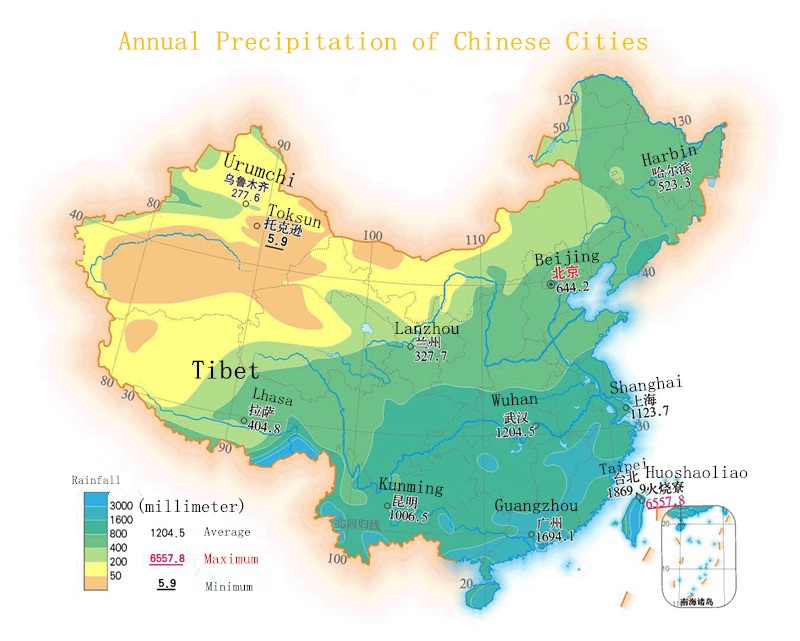 Annual Precipitation of Chinese Cities
120
130
50
90
Harbin
哈尔滨
523.3
Urumchi
乌鲁木齐
277.6
80
40
Toksun
托克逊
5.9
100
110
Beijing
北京
644.2
40
Lanzhou
兰州
327.7
Tibet
80
30
Lhasa
拉萨
404.8
90
Wuhan
武汉
1204.5
Shanghai
上海
1123.7
30
Taipei
台北
1869.9
Huoshaoliao
火烧寮
6557.8
Kunming
昆明
1006.5
Guangzhou
广州
1694.1
北回归线
100
20
Rainfall
(millimeter)
3000
1600
800
400
200
50
1204.5 Average
6557.8 Maximum
5.9 Minimum
20
10
南海诸岛